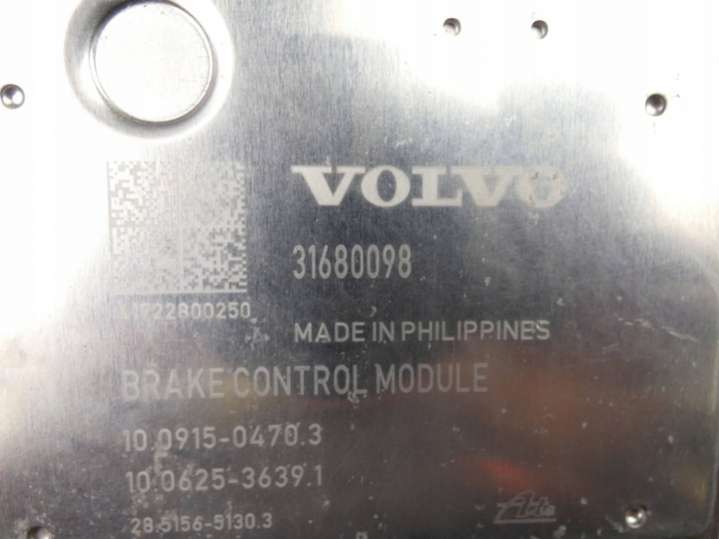 VOLVO
31680098
MADE IN PHILIPPINES
BRAKE CONTROL MODULE
10.0915-0470.3
10.0625-3639.1
28.5156-5130.3